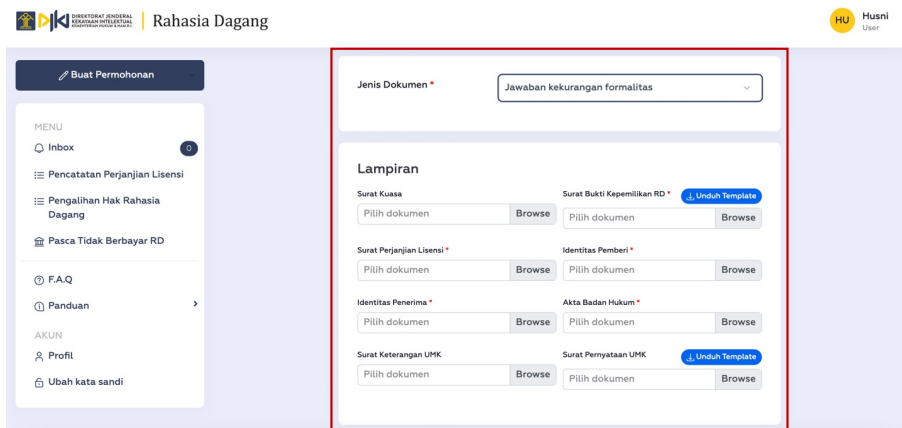 DIREKTORAT JENDERAL
KEKAYAAN INTELEKTUAL
KEMENTERIAN HUKUM & HAM R.I.
Rahasia Dagang
HU
Husni
User
Buat Permohonan
MENU
Inbox
0
Pencatatan Perjanjian Lisensi
Pengalihan Hak Rahasia
Dagang
Pasca Tidak Berbayar RD
F.A.Q
Panduan
AKUN
Profil
Ubah kata sandi
Jenis Dokumen *
Jawaban kekurangan formalitas
Lampiran
Surat Kuasa
Pilih dokumen Browse
Surat Bukti Kepemilikan RD * Unduh Template
Pilih dokumen Browse
Surat Perjanjian Lisensi *
Pilih dokumen Browse
Identitas Pemberi *
Pilih dokumen Browse
Identitas Penerima *
Pilih dokumen Browse
Akta Badan Hukum *
Pilih dokumen Browse
Surat Keterangan UMK
Pilih dokumen Browse
Surat Pernyataan UMK Unduh Template
Pilih dokumen Browse